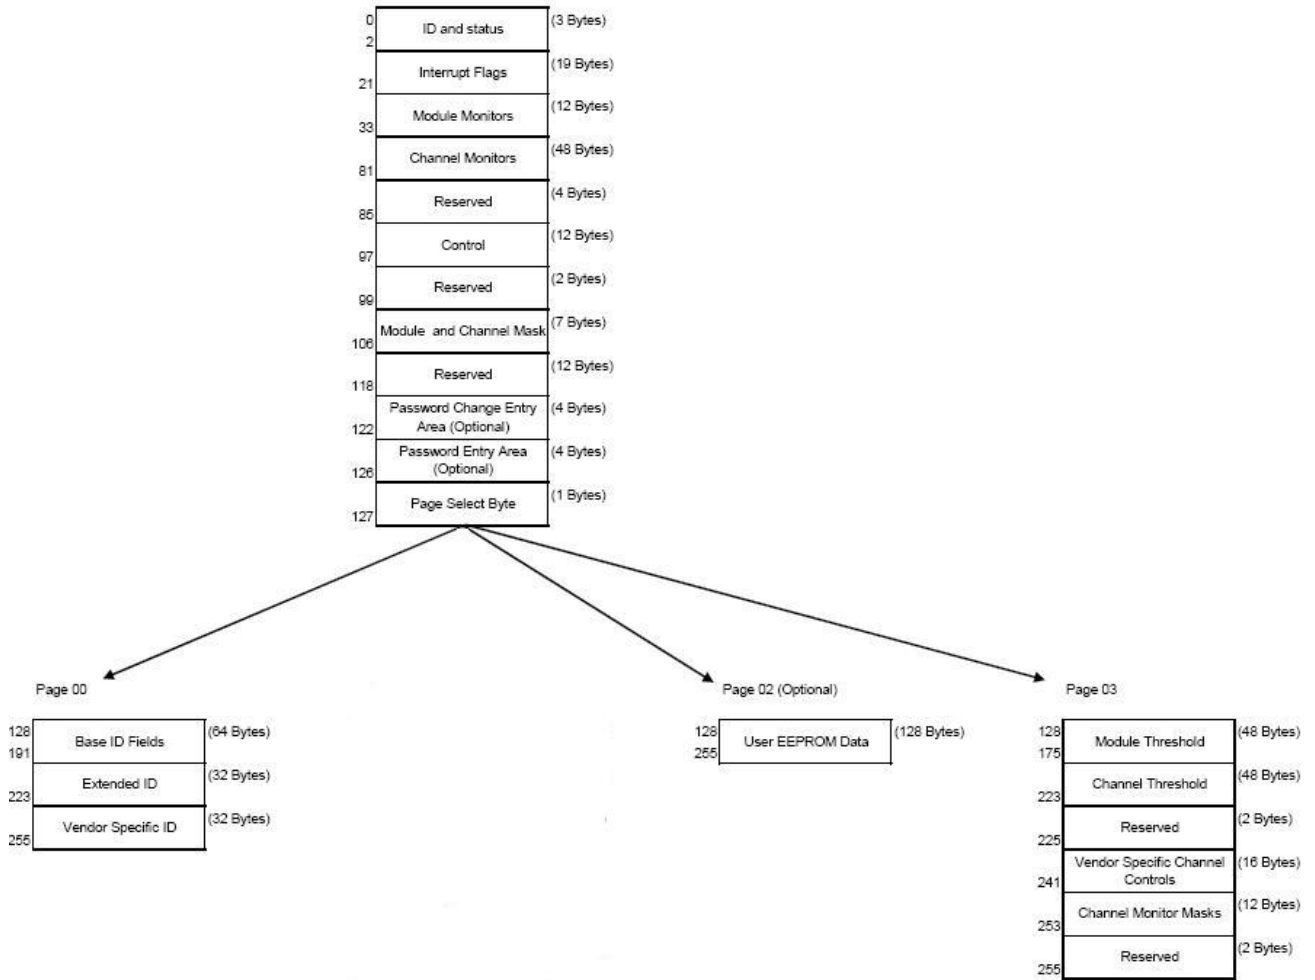 0
ID and status
(3 Bytes)
2
Interrupt Flags
(19 Bytes)
21
Module Monitors
(12 Bytes)
33
Channel Monitors
(48 Bytes)
81
Reserved
(4 Bytes)
85
Control
(12 Bytes)
97
Reserved
(2 Bytes)
99
Module and Channel Mask
(7 Bytes)
106
Reserved
(12 Bytes)
118
Password Change Entry
Area (Optional)
(4 Bytes)
122
Password Entry Area
(Optional)
(4 Bytes)
126
Page Select Byte
(1 Bytes)
127
Page 00
128
Base ID Fields
(64 Bytes)
191
Extended ID
(32 Bytes)
223
Vendor Specific ID
(32 Bytes)
255
Page 02 (Optional)
128
User EEPROM Data
(128 Bytes)
255
Page 03
128
Module Threshold
(48 Bytes)
175
Channel Threshold
(48 Bytes)
223
Reserved
(2 Bytes)
225
Vendor Specific Channel
Controls
(16 Bytes)
241
Channel Monitor Masks
(12 Bytes)
253
Reserved
(2 Bytes)
255